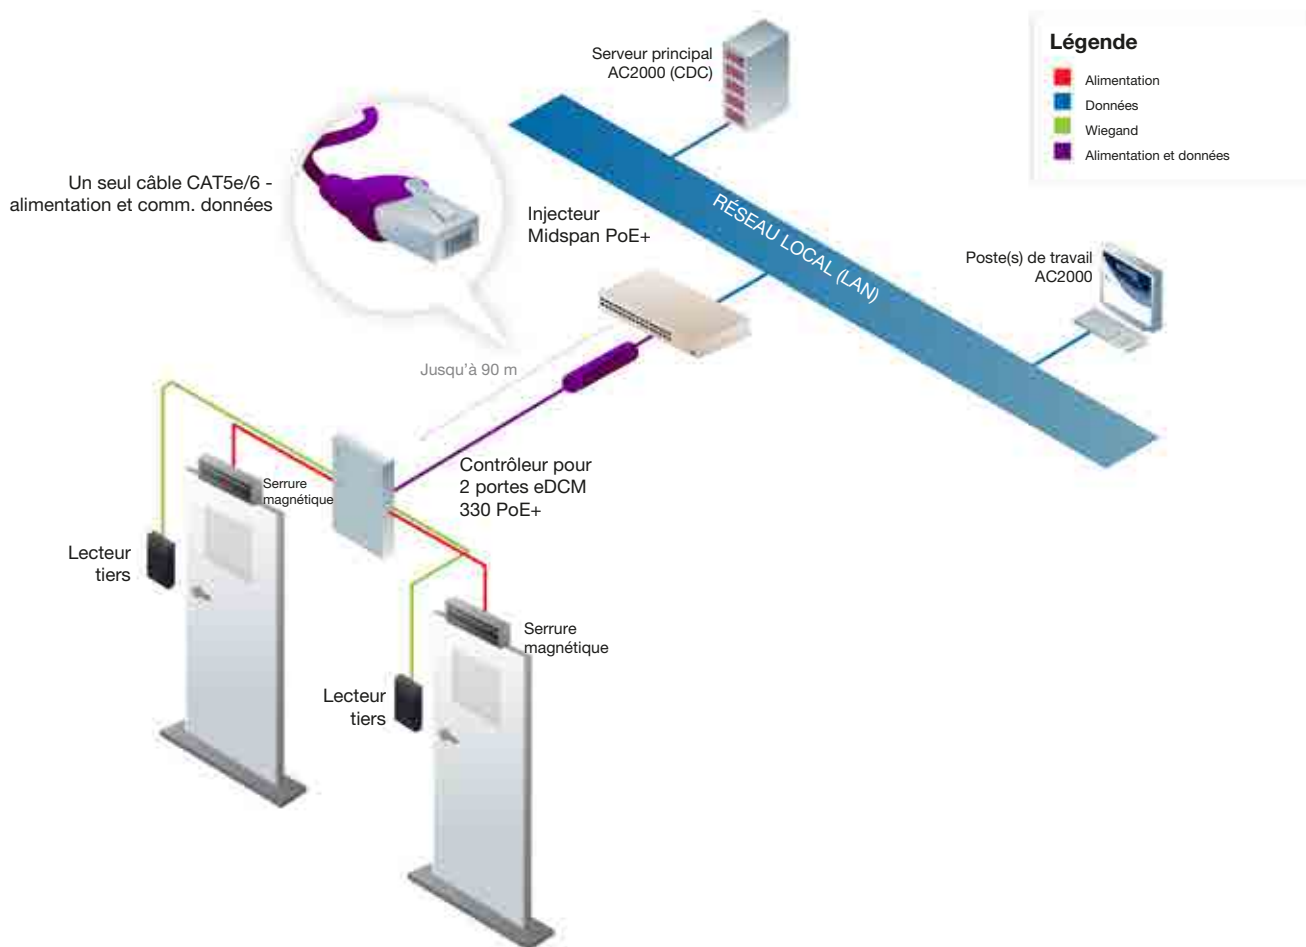 Serveur principal
AC2000 (CDC)
Légende
Alimentation
Données
Wiegand
Alimentation et données
Un seul câble CAT5e/6 -
alimentation et comm. données
Injecteur
Midspan PoE+
RÉSEAU LOCAL (LAN)
Poste(s) de travail
AC2000
Jusqu'à 90 m
Contrôleur pour
2 portes eDCM
330 PoE+
Serrure
magnétique
Lecteur
tiers
Serrure
magnétique
Lecteur
tiers